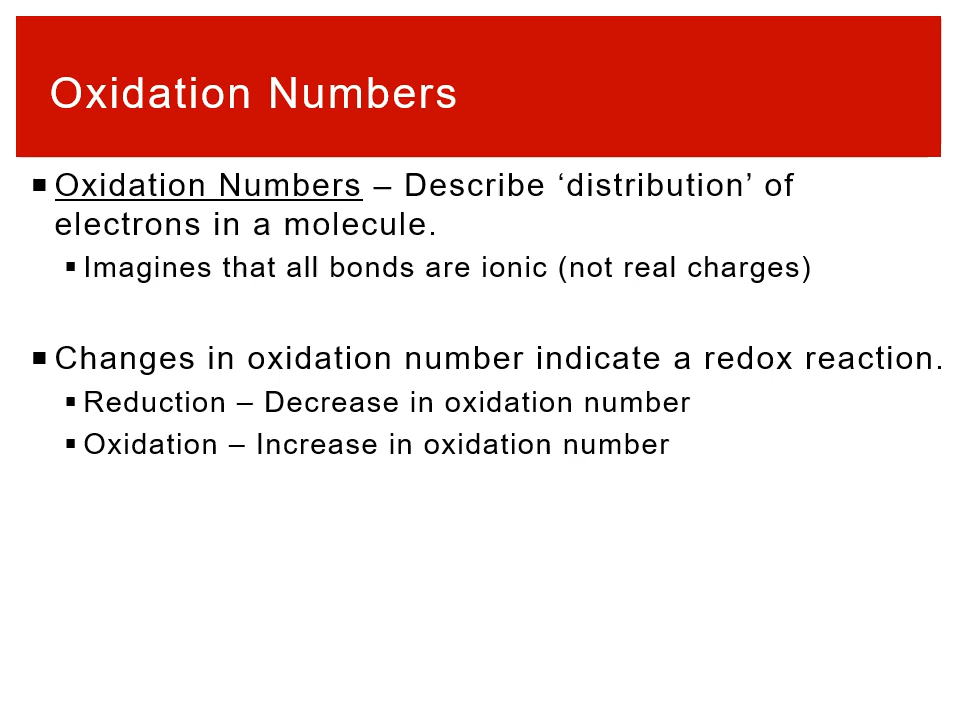 Oxidation Numbers
▪ Oxidation Numbers – Describe ‘distribution’ of
electrons in a molecule.
▪ Imagines that all bonds are ionic (not real charges)
▪ Changes in oxidation number indicate a redox reaction.
▪ Reduction – Decrease in oxidation number
▪ Oxidation – Increase in oxidation number